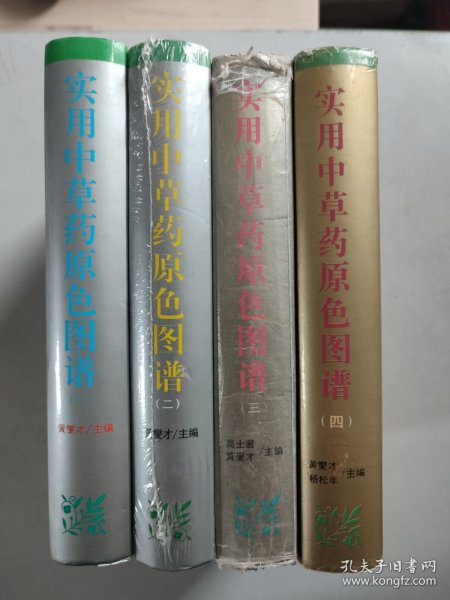 实用中草药原色图谱
黄燮才/主编
实用中草药原色图谱
(二)
黄燮才/主编
实用中草药原色图谱
(三)
高士贤
黄燮才/主编
实用中草药原色图谱
(四)
黄燮才
杨松年/主编
孔夫子旧书网
www.kongfz.com